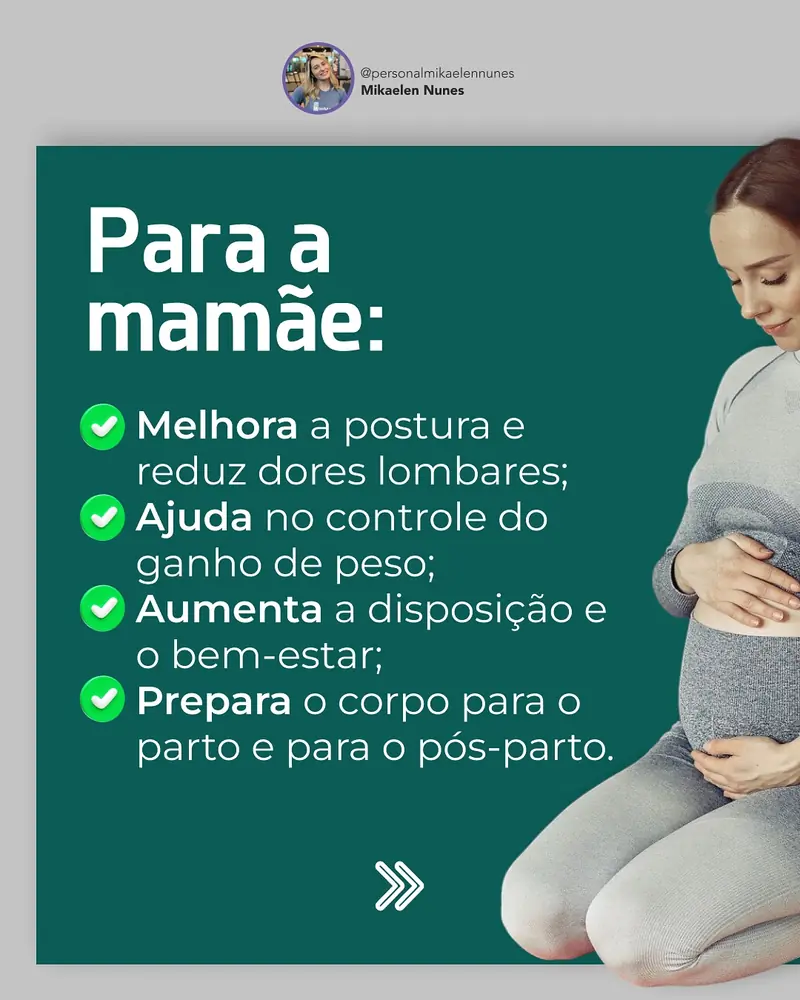 @personalmikaelennunes
Mikaelen Nunes
Para a
mamãe:
Melhora a postura e
reduz dores lombares;
Ajuda no controle do
ganho de peso;
Aumenta a disposição e
o bem-estar;
Prepara o corpo para o
parto e para o pós-parto.